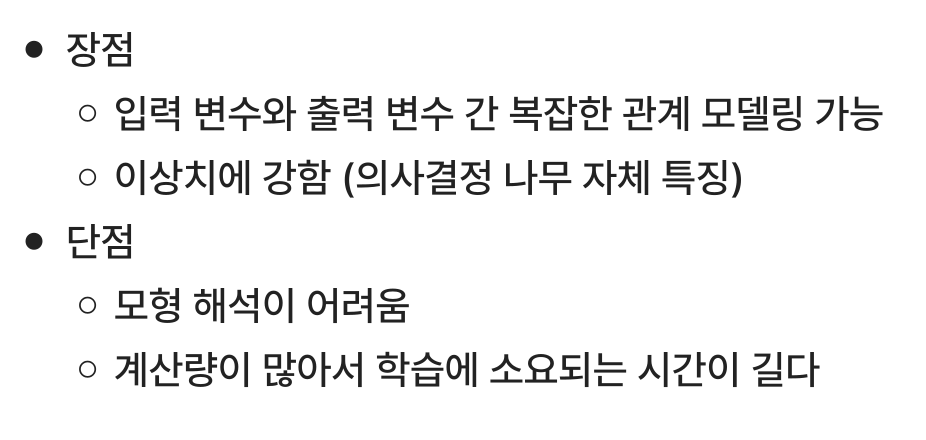 ● 장점
○ 입력 변수와 출력 변수 간 복잡한 관계 모델링 가능
○ 이상치에 강함 (의사결정 나무 자체 특징)
● 단점
○ 모형 해석이 어려움
○ 계산량이 많아서 학습에 소요되는 시간이 길다